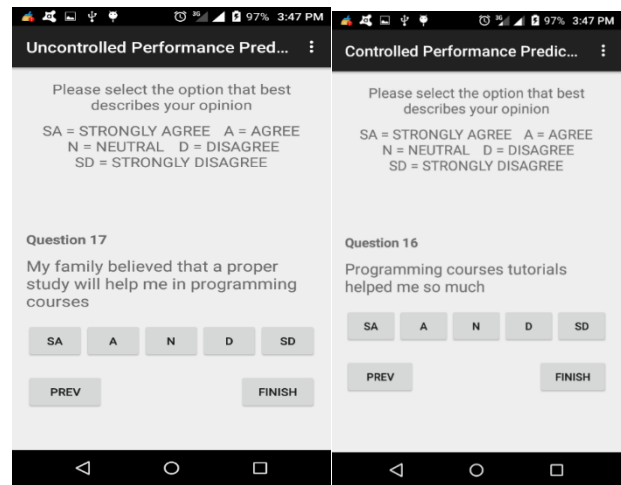 3G 97% 3:47 PM
Uncontrolled Performance Pred...
Please select the option that best
describes your opinion
SA = STRONGLY AGREE A = AGREE
N = NEUTRAL D = DISAGREE
SD = STRONGLY DISAGREE
Question 17
My family believed that a proper
study will help me in programming
courses
SA A N D SD
PREV FINISH
3G 97% 3:47 PM
Controlled Performance Predic...
Please select the option that best
describes your opinion
SA = STRONGLY AGREE A = AGREE
N = NEUTRAL D = DISAGREE
SD = STRONGLY DISAGREE
Question 16
Programming courses tutorials
helped me so much
SA A N D SD
PREV FINISH